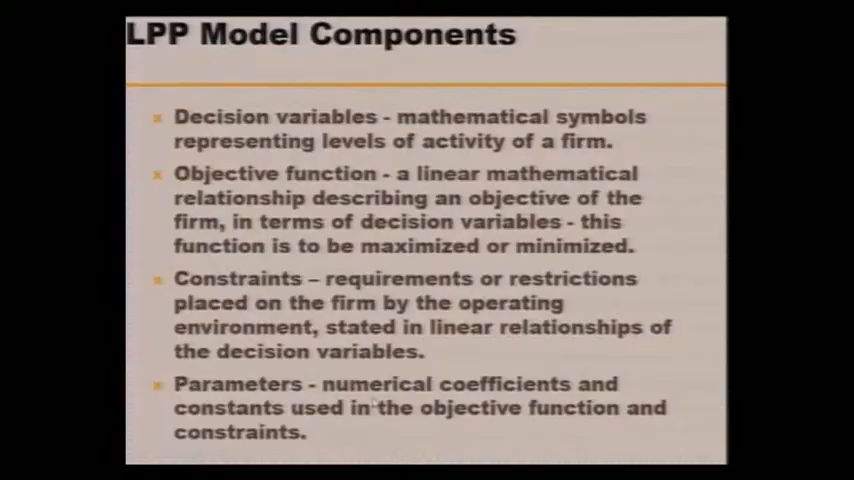 LPP Model Components
Decision variables - mathematical symbols
representing levels of activity of a firm.
Objective function - a linear mathematical
relationship describing an objective of the
firm, in terms of decision variables - this
function is to be maximized or minimized.
Constraints – requirements or restrictions
placed on the firm by the operating
environment, stated in linear relationships of
the decision variables.
Parameters - numerical coefficients and
constants used in the objective function and
constraints.